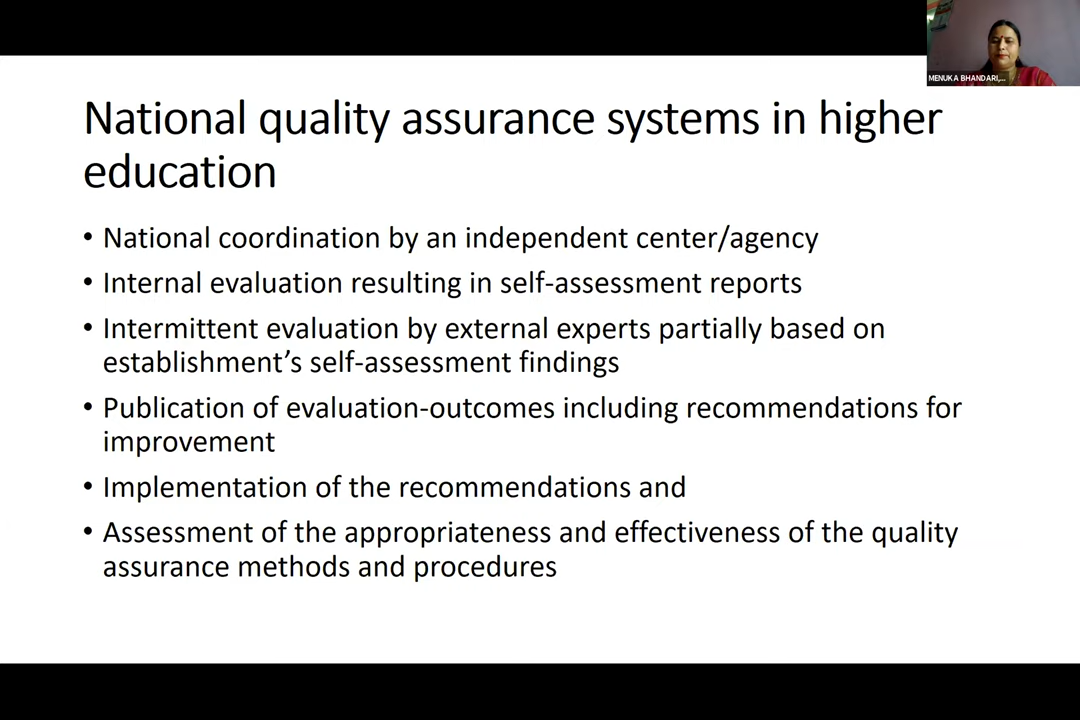 MENUKA BHANDARI,...
National quality assurance systems in higher
education
• National coordination by an independent center/agency
• Internal evaluation resulting in self-assessment reports
• Intermittent evaluation by external experts partially based on
establishment’s self-assessment findings
• Publication of evaluation-outcomes including recommendations for
improvement
• Implementation of the recommendations and
• Assessment of the appropriateness and effectiveness of the quality
assurance methods and procedures